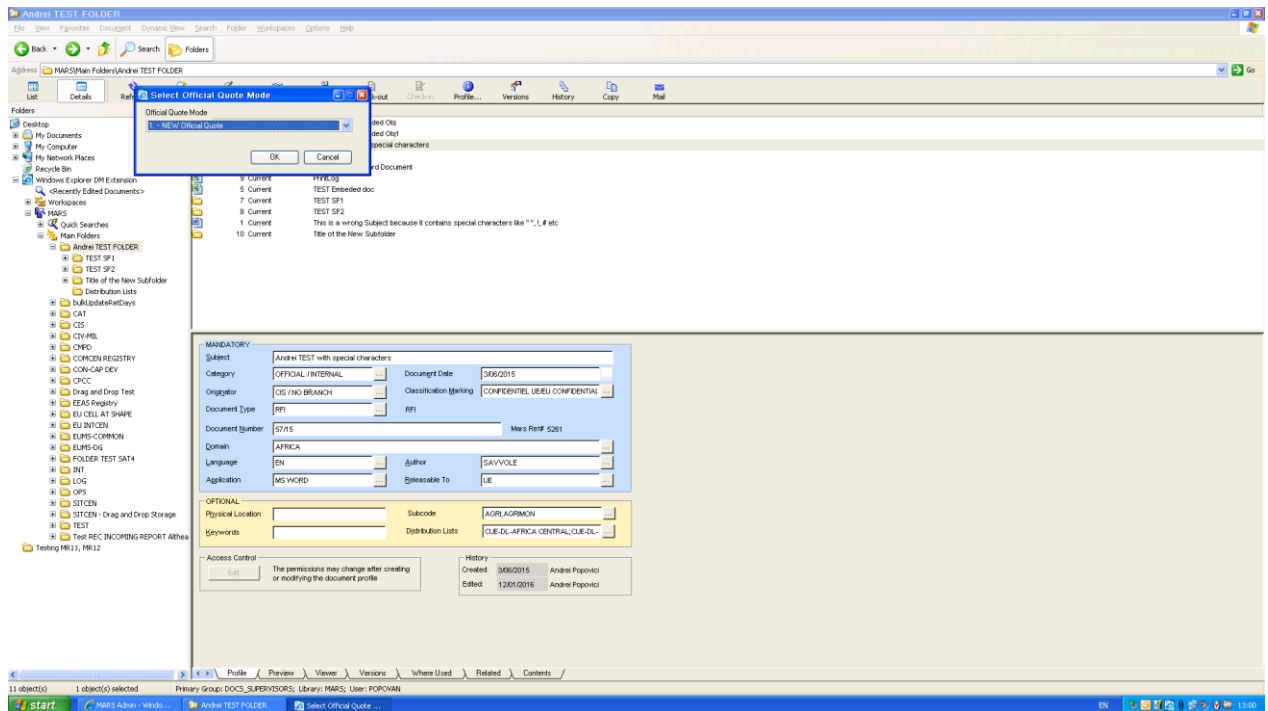 Andrei TEST FOLDER
File View Favorites Document Dynamic View Search Folder Workspaces Options Help
Back Search Folders
Address MARS\Main Folders\Andrei TEST FOLDER Go
List Details Profile... Versions History Copy Mail
Select Official Quote Mode
Official Quote Mode
1. - NEW Official Quote
OK Cancel
Folders
Desktop
My Documents
My Computer
My Network Places
Recycle Bin
Windows Explorer DM Extension
<Recently Edited Documents>
Workspaces
MARS
Quick Searches
Main Folders
Andrei TEST FOLDER
TEST SF1
TEST SF2
Title of the New Subfolder
Distribution Lists
bulkUpdateRetDays
CAT
CIS
CIV-MIL
CMPD
COMCEN REGISTRY
CON-CAP DEV
CPCC
Drag and Drop Test
EEAS Registry
EU CELL AT SHAPE
EU INTCEN
EUMS-COMMON
EUMS-DG
FOLDER TEST SAT4
INT
LOG
OPS
SITCEN
SITCEN - Drag and Drop Storage
TEST
Test REC INCOMING REPORT Althea
Testing MR11, MR12
ded Obj
ded Obj1
special characters
rd Document
9 Current PrintLog
5 Current TEST Embeded doc
7 Current TEST SF1
8 Current TEST SF2
1 Current This is a wrong Subject because it contains special characters like "", !, # etc
10 Current Title of the New Subfolder
MANDATORY
Subject Andrei TEST with special characters
Category OFFICIAL / INTERNAL ... Document Date 3/06/2015
Originator CIS / NO BRANCH ... Classification Marking CONFIDENTIEL UE/EU CONFIDENTIAL ...
Document Type RFI ... RFI
Document Number 57/15 Mars Ref# 5261
Domain AFRICA ...
Language EN ... Author SAVVOLE ...
Application MS WORD ... Releasable To UE ...
OPTIONAL
Physical Location Subcode AGRI;AGRIMON ...
Keywords Distribution Lists CUE-DL-AFRICA CENTRAL;CUE-DL- ...
Access Control
Edit The permissions may change after creating
or modifying the document profile
History
Created: 3/06/2015 Andrei Popovici
Edited: 12/01/2016 Andrei Popovici
Profile Preview Viewer Versions Where Used Related Contents
11 object(s) 1 object(s) selected Primary Group: DOCS_SUPERVISORS; Library: MARS; User: POPOVAN
start MARS Admin - Windo... Andrei TEST FOLDER Select Official Quote ... EN 13:00